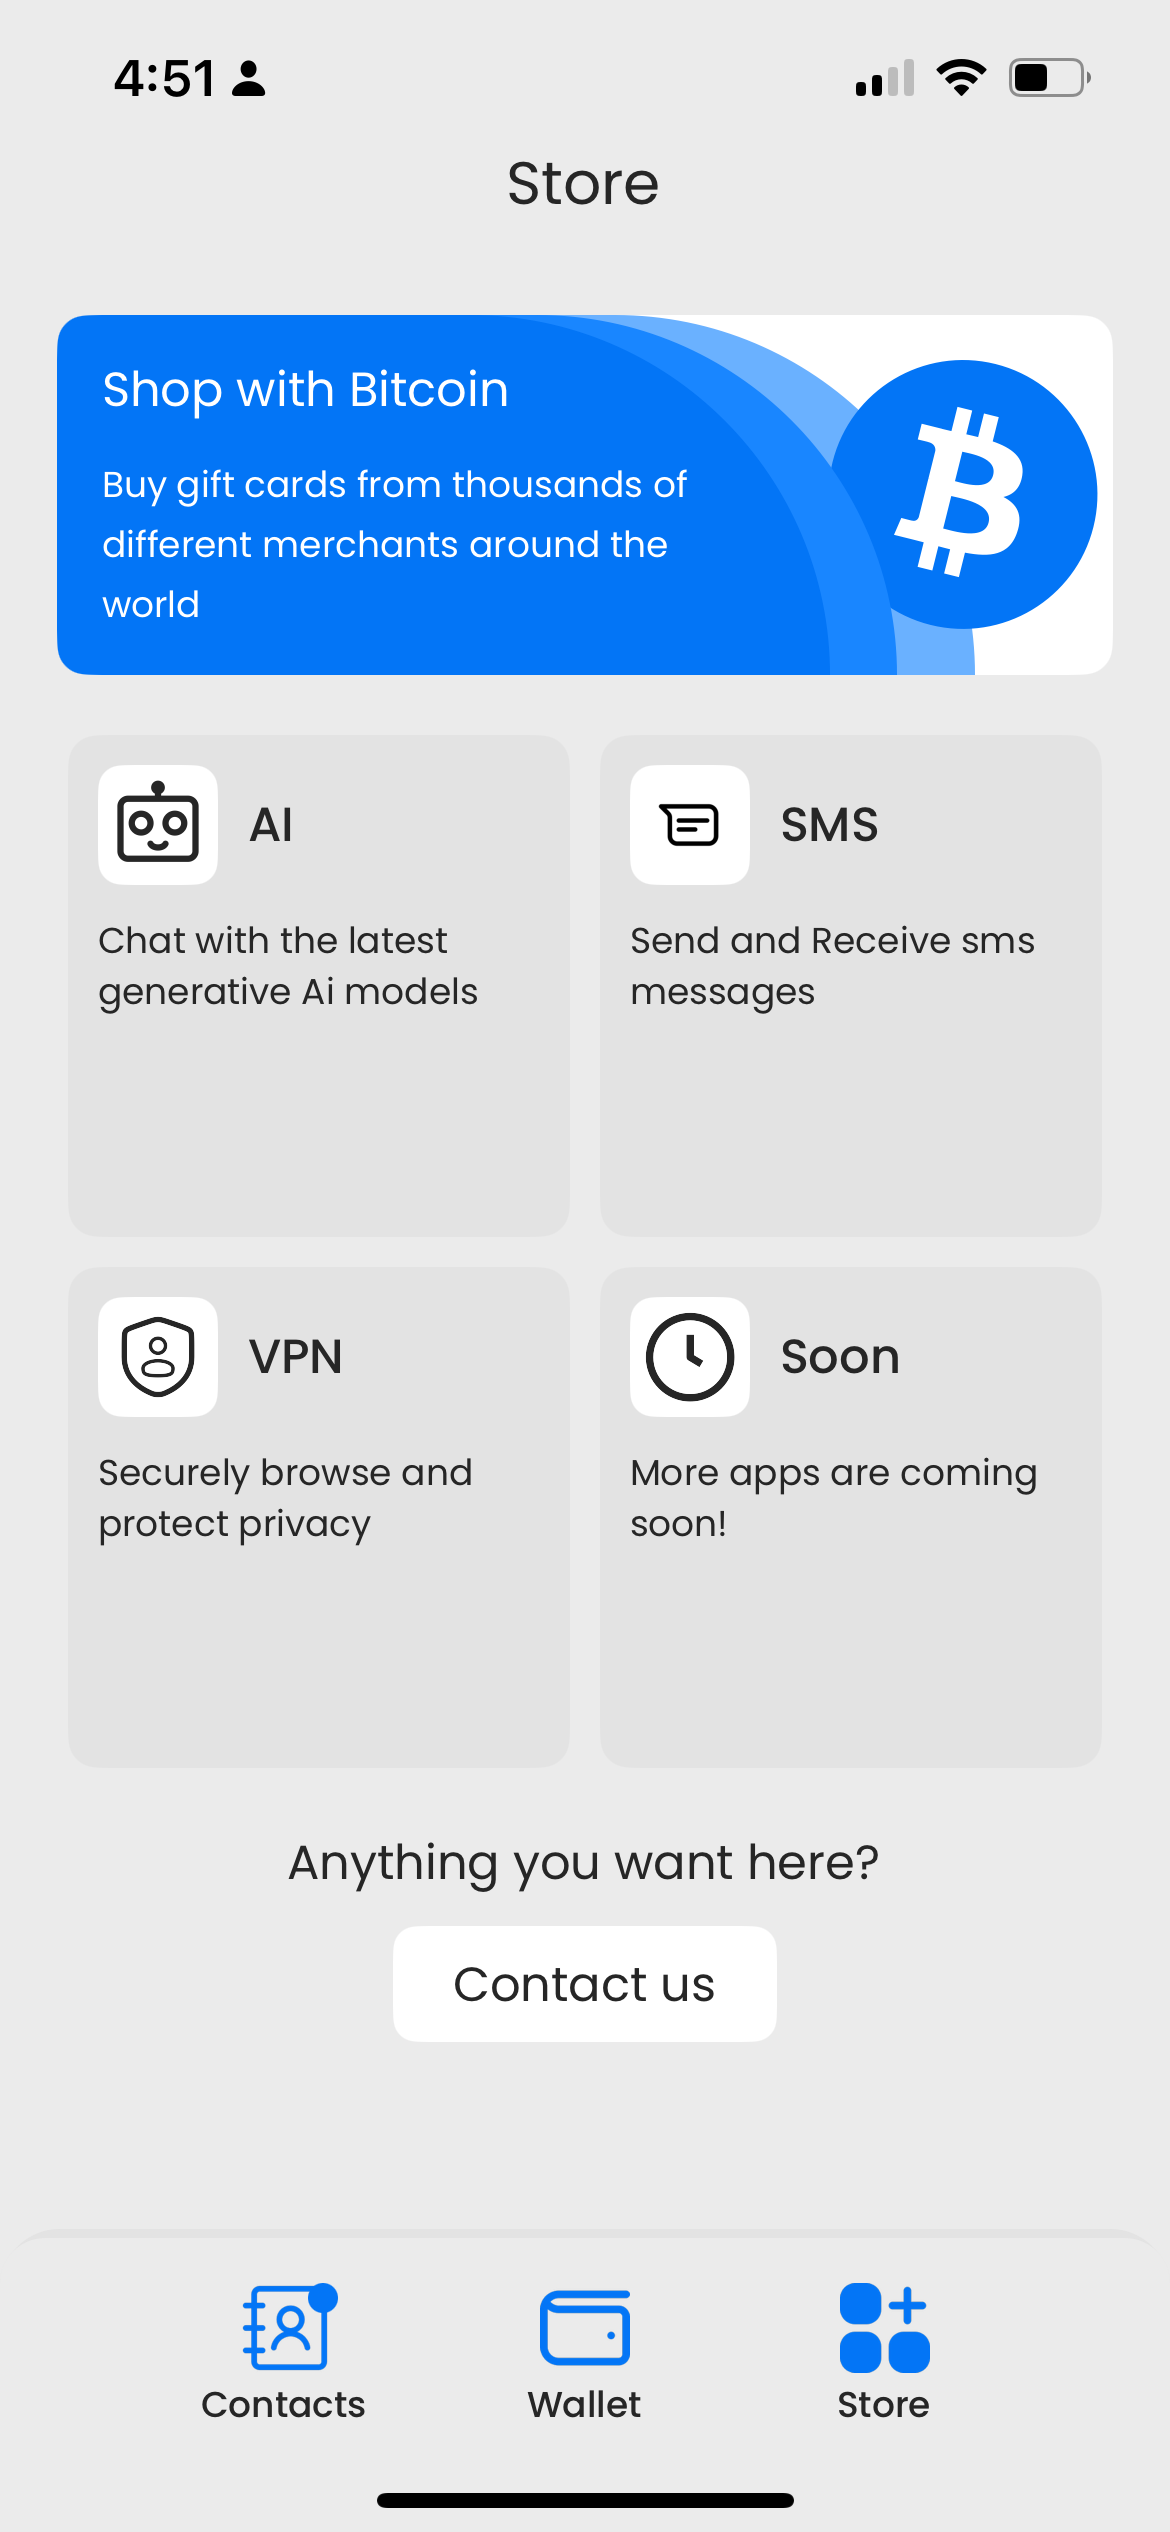 4:51
Store
Shop with Bitcoin
Buy gift cards from thousands of
different merchants around the
world
AI
Chat with the latest
generative Ai models
SMS
Send and Receive sms
messages
VPN
Securely browse and
protect privacy
Soon
More apps are coming
soon!
Anything you want here?
Contact us
Contacts
Wallet
Store